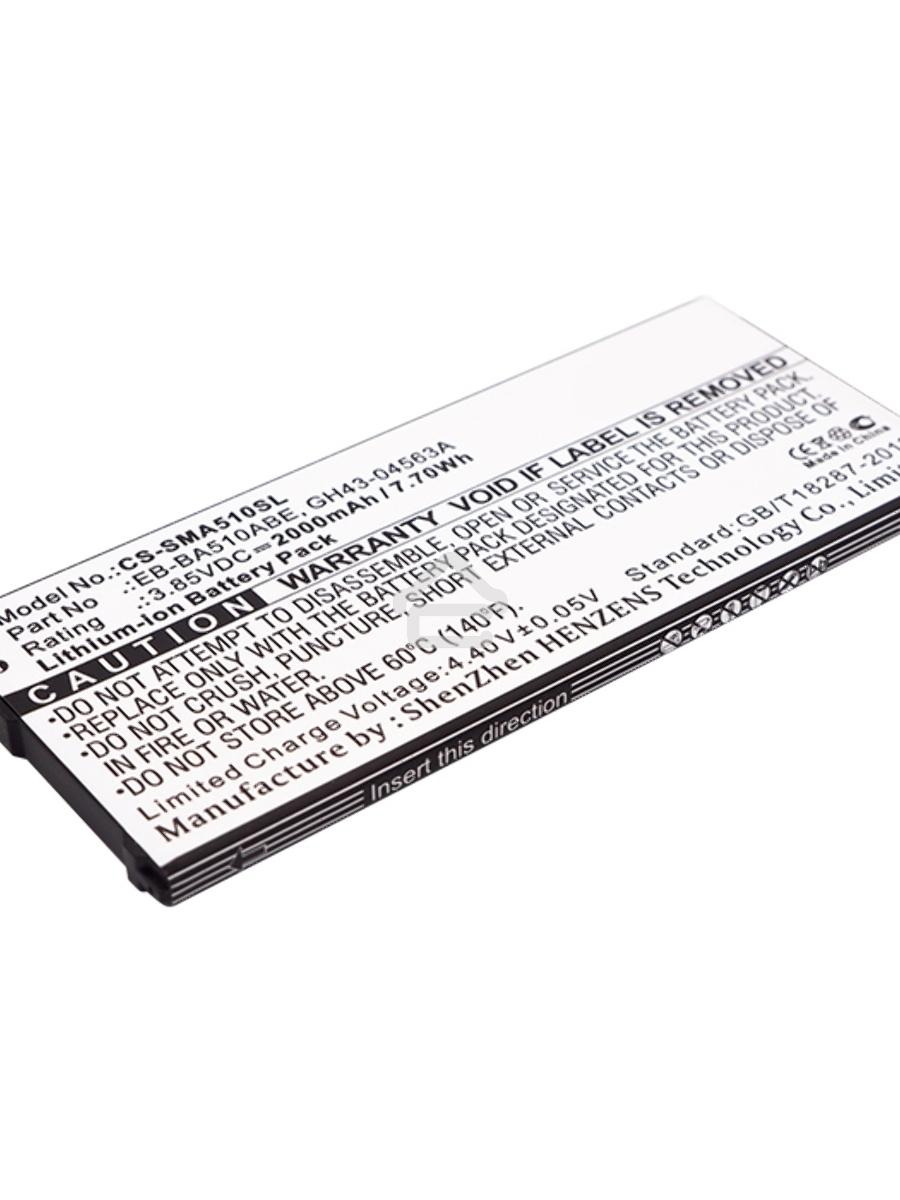 Model No.:CS-SMA510SL
Part No :EB-BA510ABE, GH43-04563A
Rating :3.85VDC⎓2000mAh / 7.70Wh
Lithium-ion Battery Pack
CAUTION WARRANTY VOID IF LABEL IS REMOVED
•DO NOT ATTEMPT TO DISASSEMBLE, OPEN OR SERVICE THE BATTERY PACK.
•REPLACE ONLY WITH THE BATTERY SPECIFIED FOR THIS PRODUCT.
•DO NOT CRUSH, PUNCTURE, SHORT EXTERNAL CONTACTS OR DISPOSE OF
IN FIRE OR WATER.
•DO NOT STORE ABOVE 60°C (140°F).
CE
Made in China
Limited Charge Voltage:4.40V±0.05V Standard:GB/T18287-201
Manufacture by : ShenZhen HENZENS Technology Co., Limi
Insert this direction